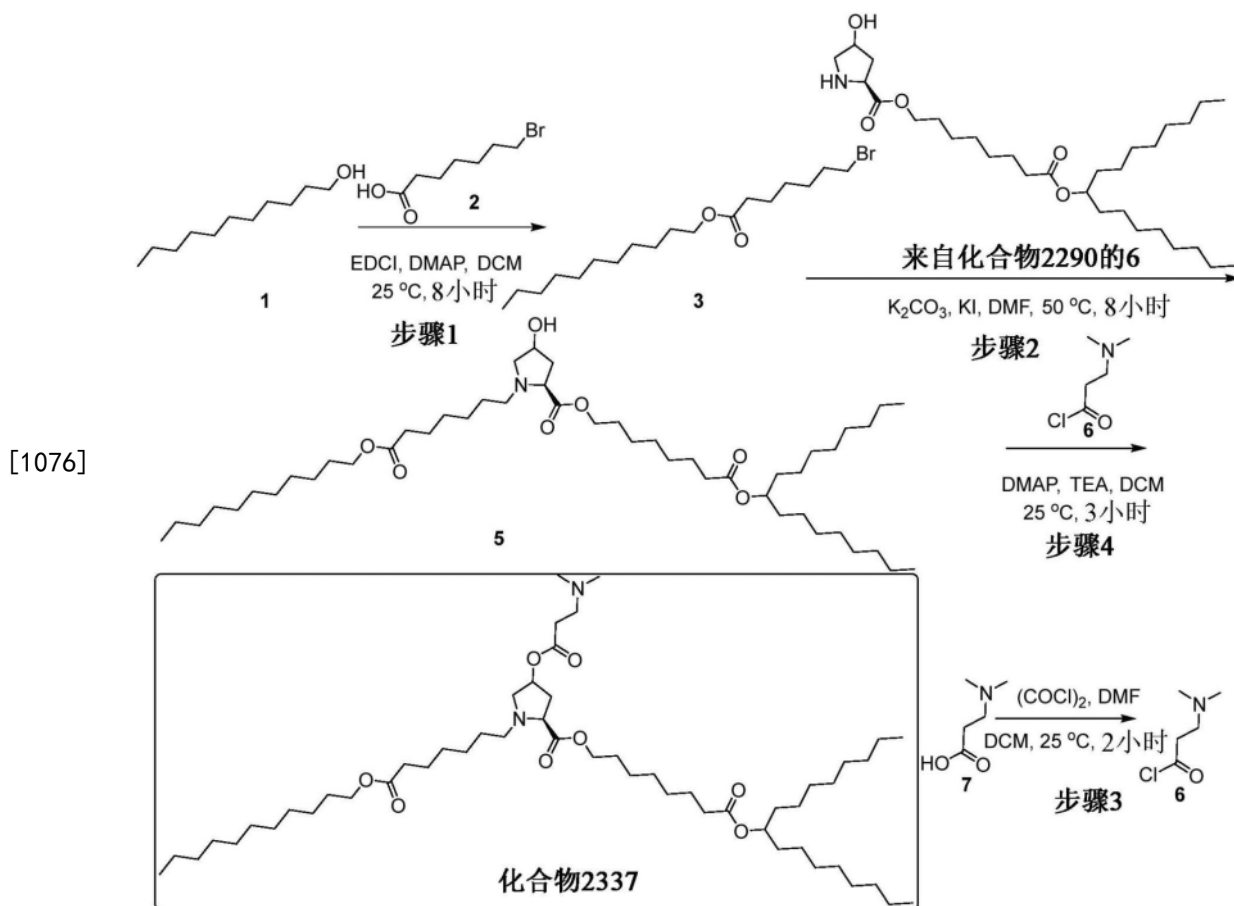 OH
HN
O
O
O
O
Br
HO
O
2
OH
1
EDCI, DMAP, DCM
25 ºC, 8小时
步骤1
Br
O
O
3
来自化合物2290的6
K2CO3, KI, DMF, 50 ºC, 8小时
步骤2
OH
N
O
O
O
O
O
O
5
N
Cl
O
6
DMAP, TEA, DCM
25 ºC, 3小时
步骤4
[1076]
N
O
O
N
O
O
O
O
O
O
化合物2337
N
HO
O
7
(COCl)2, DMF
DCM, 25 ºC, 2小时
步骤3
N
Cl
O
6